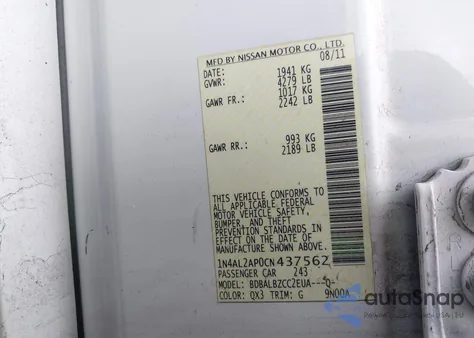 MFD BY NISSAN MOTOR CO., LTD.
DATE: 08/11
GVWR: 1941 KG
4279 LB
GAWR FR.: 1017 KG
2242 LB
GAWR RR.: 993 KG
2189 LB
THIS VEHICLE CONFORMS TO
ALL APPLICABLE FEDERAL
MOTOR VEHICLE SAFETY,
BUMPER, AND THEFT
PREVENTION STANDARDS IN
EFFECT ON THE DATE OF
MANUFACTURE SHOWN ABOVE.
1N4AL2AP0CN437562
PASSENGER CAR 243
MODEL: BDBALBZCC2EUA---Q-
COLOR: QX3 TRIM: G 9N00A
autoSnap